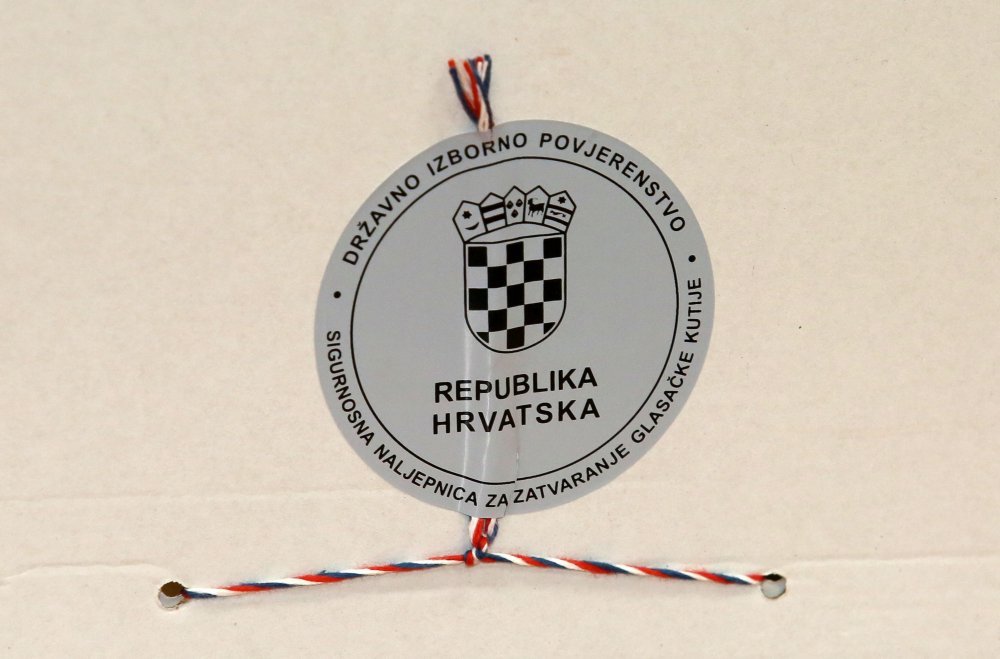 DRŽAVNO IZBORNO POVJERENSTVO
REPUBLIKA
HRVATSKA
SIGURNOSNA NALJEPNICA ZA ZATVARANJE GLASAČKE KUTIJE